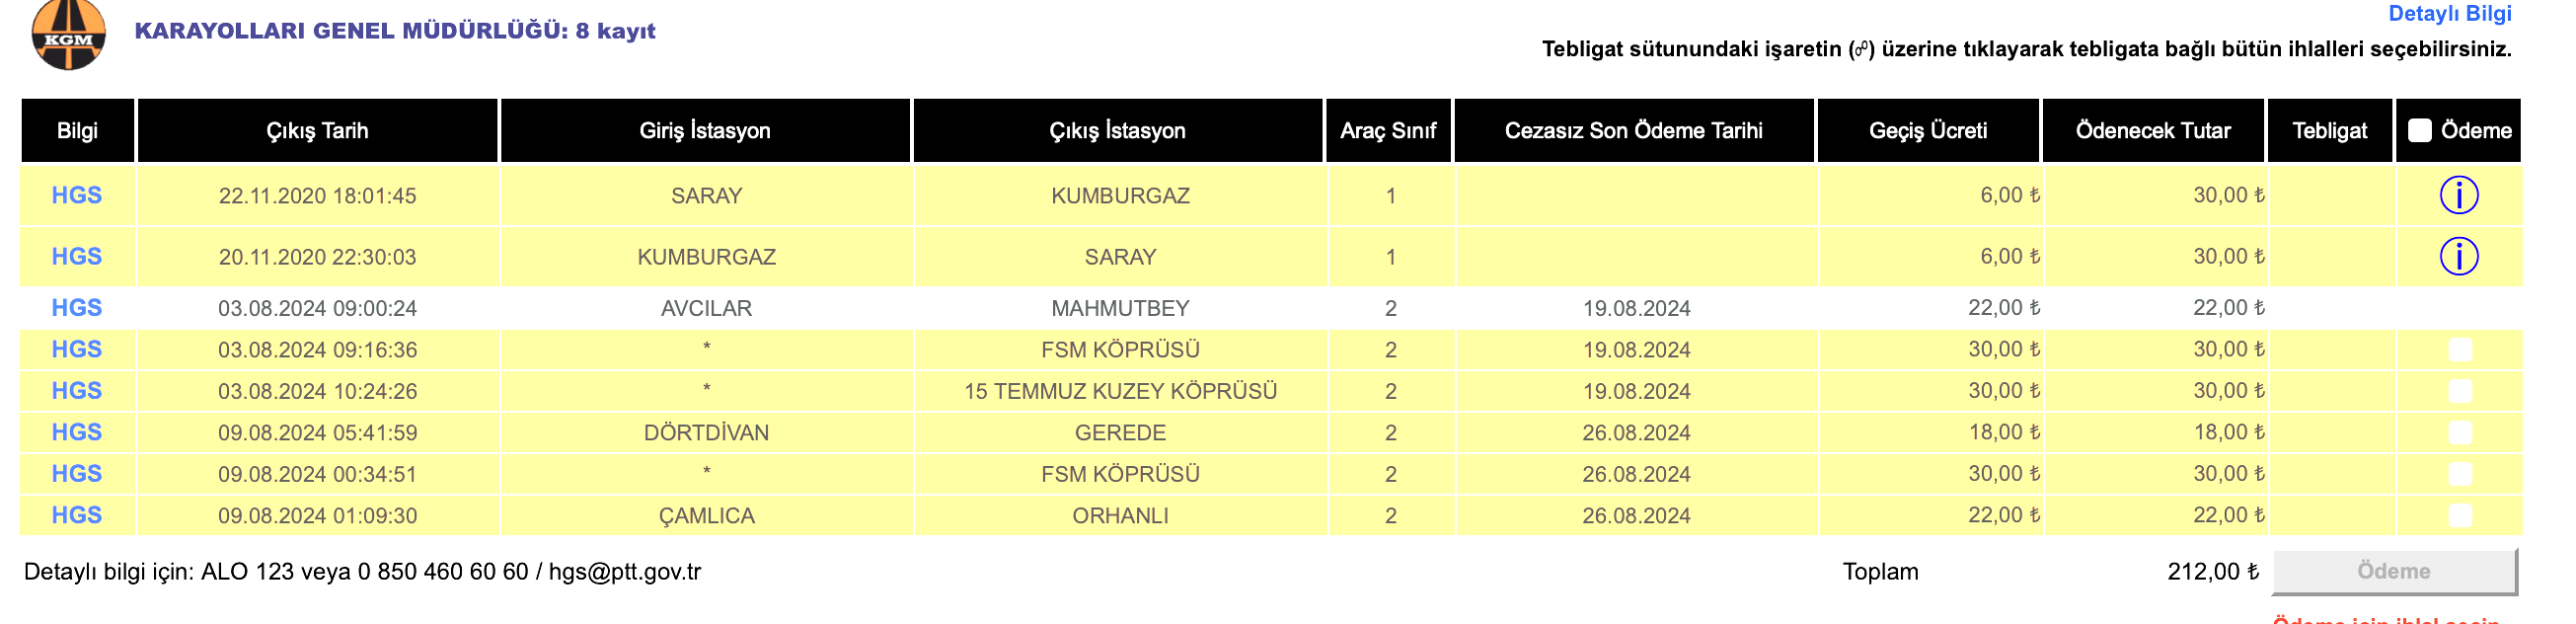 Detaylı Bilgi
KGM
KARAYOLLARI GENEL MÜDÜRLÜĞÜ: 8 kayıt
Tebligat sütunundaki işaretin (☍) üzerine tıklayarak tebligata bağlı bütün ihlalleri seçebilirsiniz.
Bilgi Çıkış Tarih Giriş İstasyon Çıkış İstasyon Araç Sınıf Cezasız Son Ödeme Tarihi Geçiş Ücreti Ödenecek Tutar Tebligat Ödeme
HGS 22.11.2020 18:01:45 SARAY KUMBURGAZ 1 6,00 ₺ 30,00 ₺ i
HGS 20.11.2020 22:30:03 KUMBURGAZ SARAY 1 6,00 ₺ 30,00 ₺ i
HGS 03.08.2024 09:00:24 AVCILAR MAHMUTBEY 2 19.08.2024 22,00 ₺ 22,00 ₺
HGS 03.08.2024 09:16:36 * FSM KÖPRÜSÜ 2 19.08.2024 30,00 ₺ 30,00 ₺
HGS 03.08.2024 10:24:26 * 15 TEMMUZ KUZEY KÖPRÜSÜ 2 19.08.2024 30,00 ₺ 30,00 ₺
HGS 09.08.2024 05:41:59 DÖRTDİVAN GEREDE 2 26.08.2024 18,00 ₺ 18,00 ₺
HGS 09.08.2024 00:34:51 * FSM KÖPRÜSÜ 2 26.08.2024 30,00 ₺ 30,00 ₺
HGS 09.08.2024 01:09:30 ÇAMLICA ORHANLI 2 26.08.2024 22,00 ₺ 22,00 ₺
Detaylı bilgi için: ALO 123 veya 0 850 460 60 60 / hgs@ptt.gov.tr Toplam 212,00 ₺ Ödeme
Ödeme için ihlal seçin